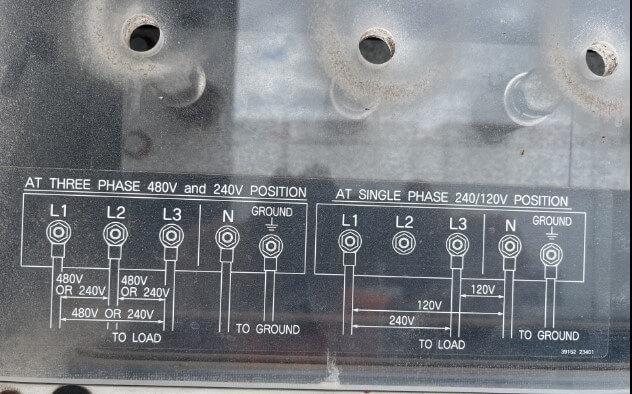 AT THREE PHASE 480V and 240V POSITION
L1 L2 L3 N GROUND
480V OR 240V
480V OR 240V
480V OR 240V
TO LOAD
TO GROUND
AT SINGLE PHASE 240/120V POSITION
L1 L2 L3 N GROUND
120V
120V
240V
TO LOAD
TO GROUND
39152 23401